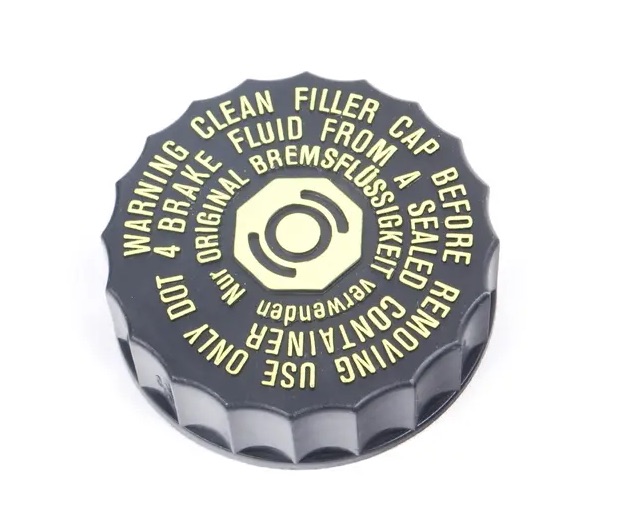 WARNING CLEAN FILLER CAP BEFORE REMOVING USE ONLY DOT
4 BRAKE FLUID FROM A SEALED CONTAINER
Nur ORIGINAL BREMSFLÜSSIGKEIT verwenden